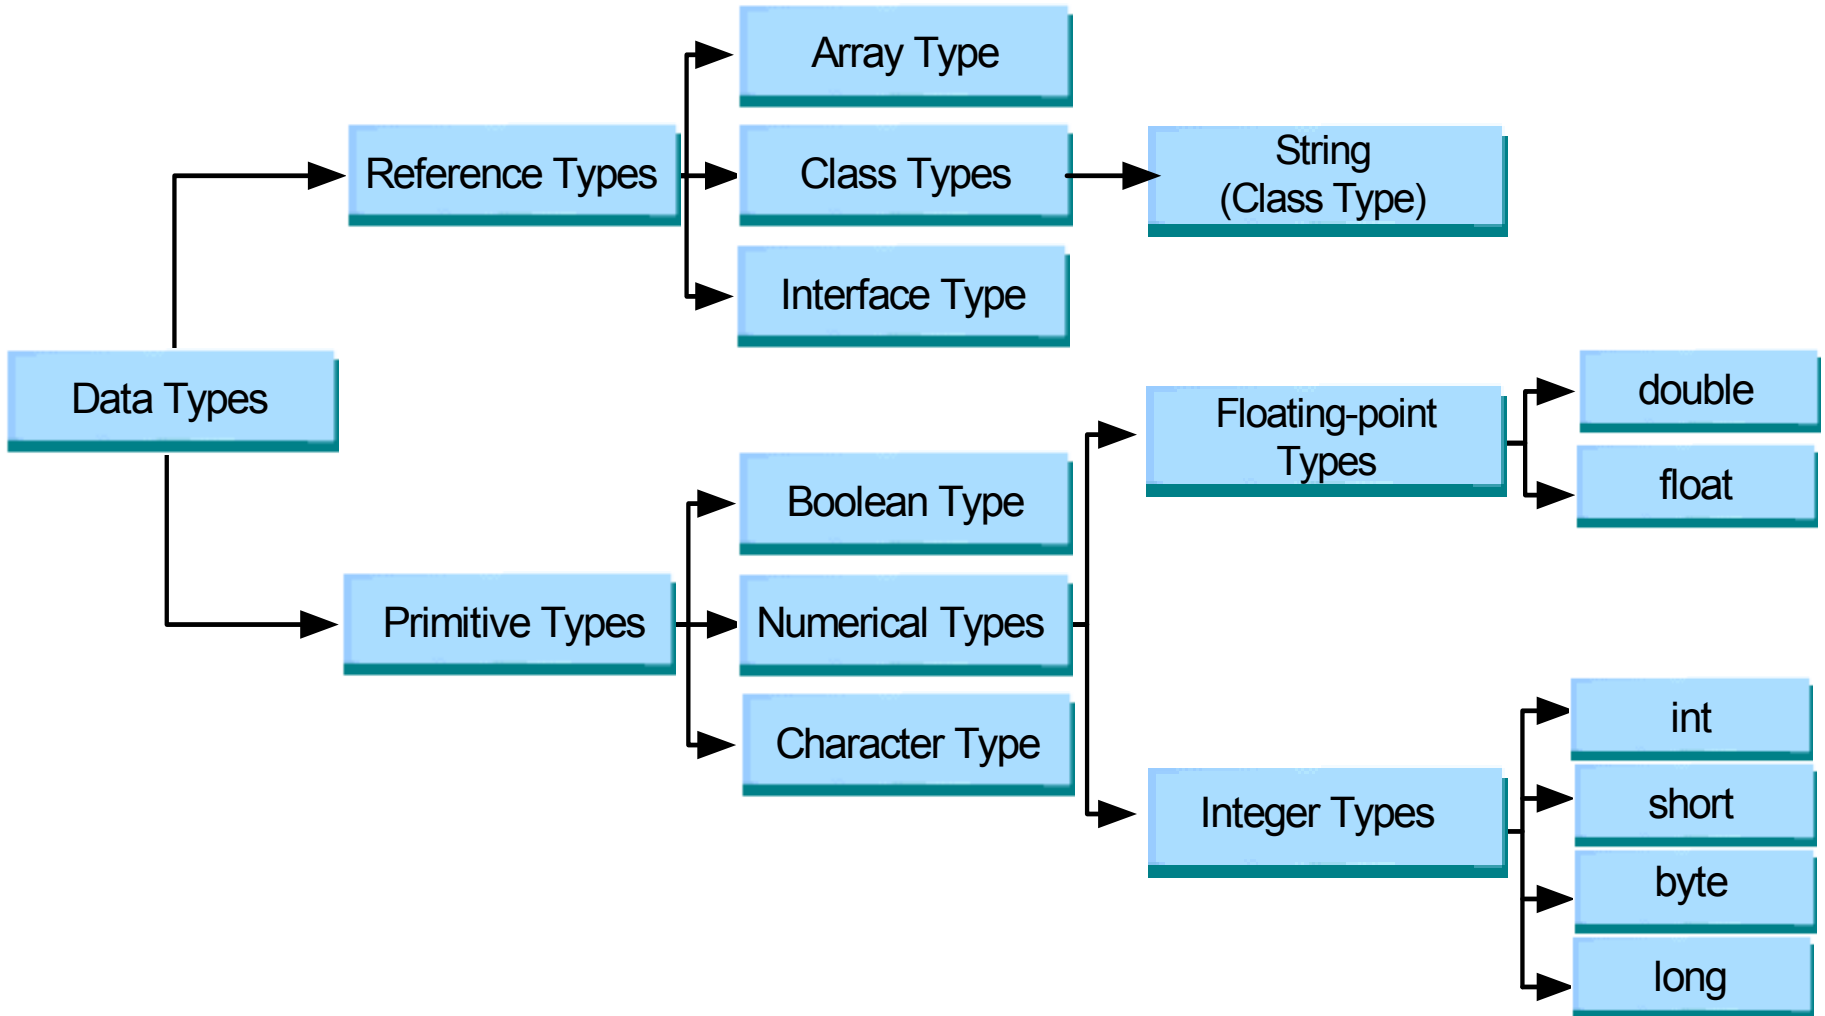 Array Type
Reference Types
Class Types
String
(Class Type)
Interface Type
Data Types
double
Floating-point
Types
float
Boolean Type
Primitive Types
Numerical Types
Character Type
int
Integer Types
short
byte
long